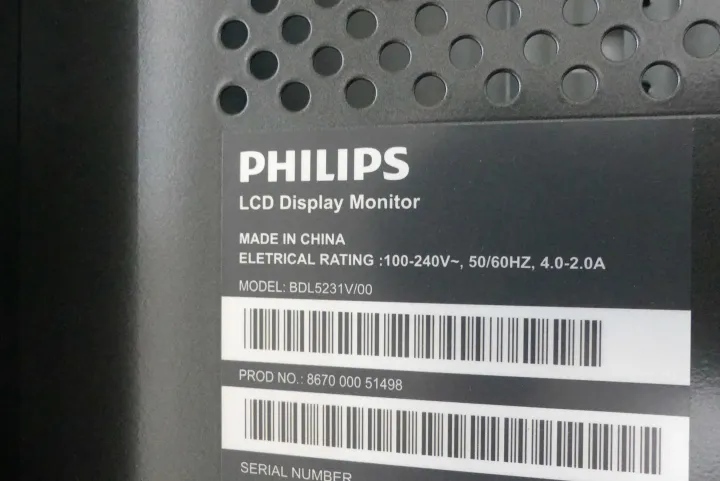 PHILIPS
LCD Display Monitor
MADE IN CHINA
ELETRICAL RATING :100-240V~, 50/60HZ, 4.0-2.0A
MODEL: BDL5231V/00
PROD NO.: 8670 000 51498
SERIAL NUMBER